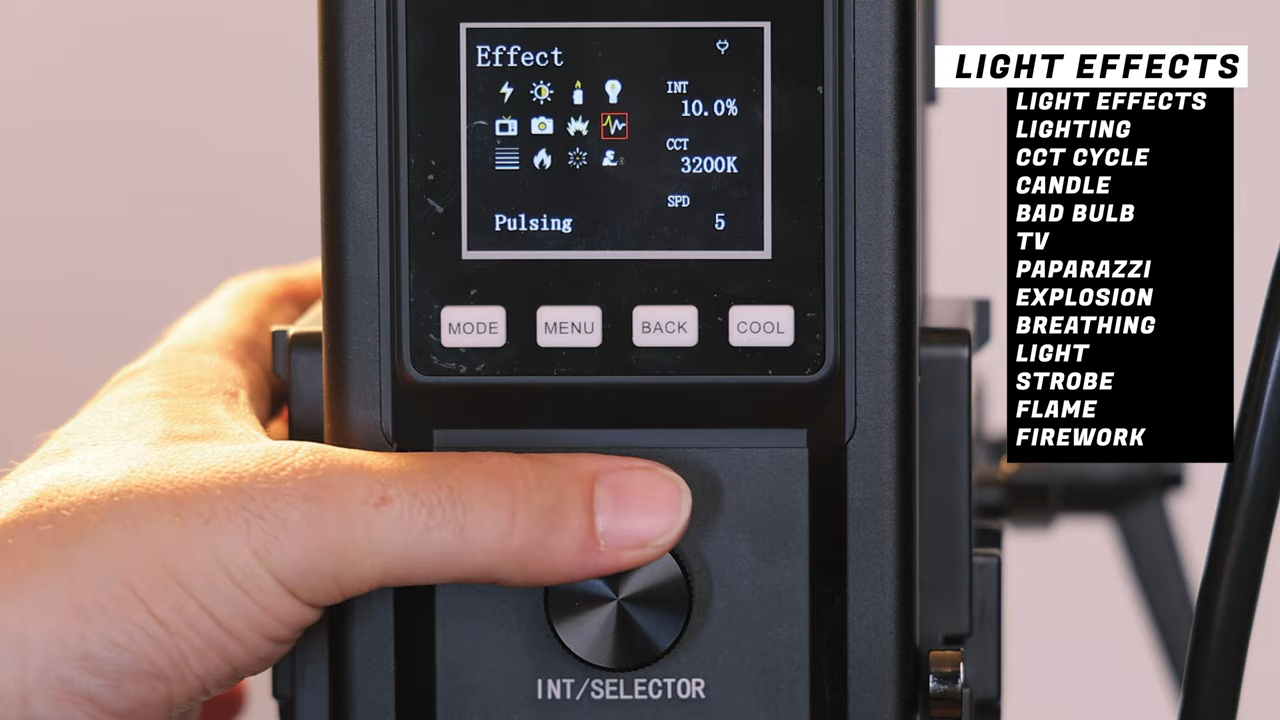 Effect
INT
10.0%
CCT
3200K
SPD
Pulsing 5
MODE MENU BACK COOL
INT/SELECTOR
LIGHT EFFECTS
LIGHT EFFECTS
LIGHTING
CCT CYCLE
CANDLE
BAD BULB
TV
PAPARAZZI
EXPLOSION
BREATHING
LIGHT
STROBE
FLAME
FIREWORK